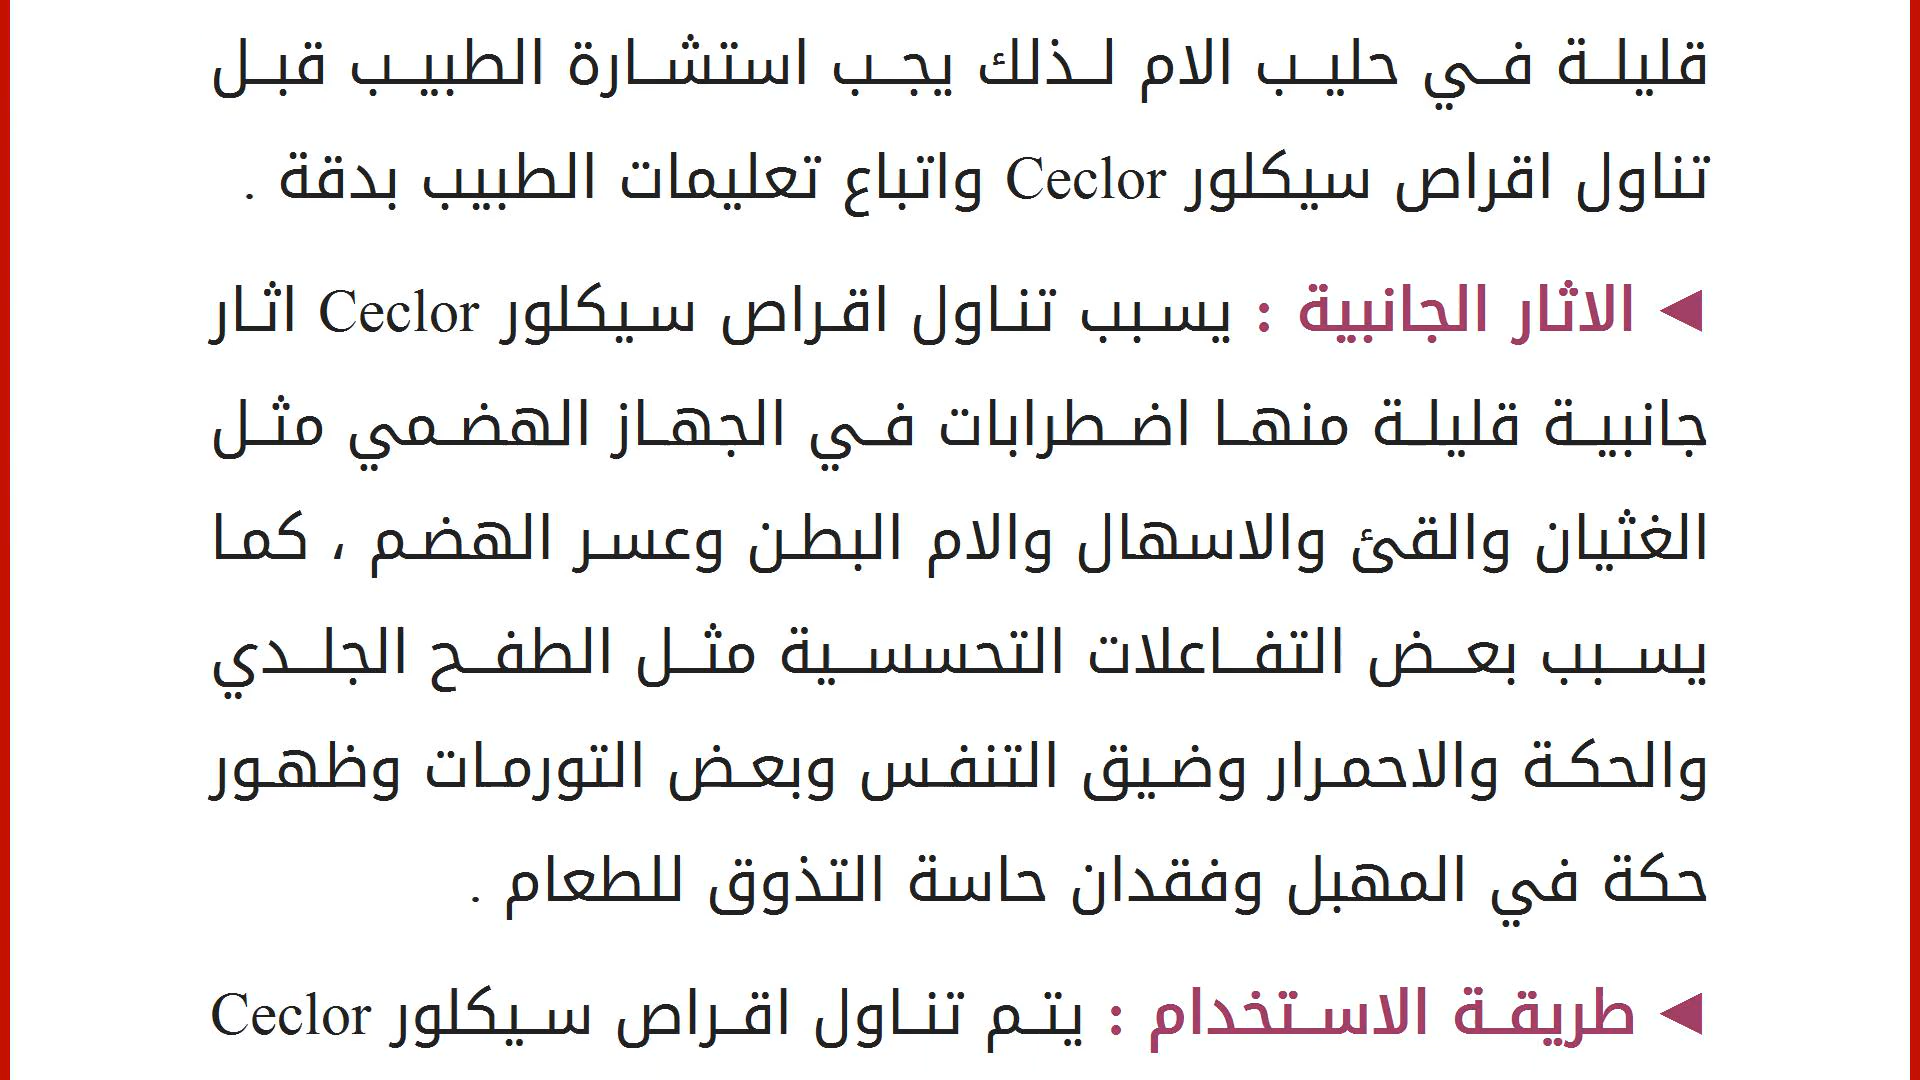 قليلة في حليب الام لذلك يجب استشارة الطبيب قبل
تناول اقراص سيكلور Ceclor واتباع تعليمات الطبيب بدقة .
◄ الاثار الجانبية : يسبب تناول اقراص سيكلور Ceclor اثار
جانبية قليلة منها اضطرابات في الجهاز الهضمي مثل
الغثيان والقئ والاسهال والام البطن وعسر الهضم ، كما
يسبب بعض التفاعلات التحسسية مثل الطفح الجلدي
والحكة والاحمرار وضيق التنفس وبعض التورمات وظهور
حكة في المهبل وفقدان حاسة التذوق للطعام .
◄ طريقة الاستخدام : يتم تناول اقراص سيكلور Ceclor